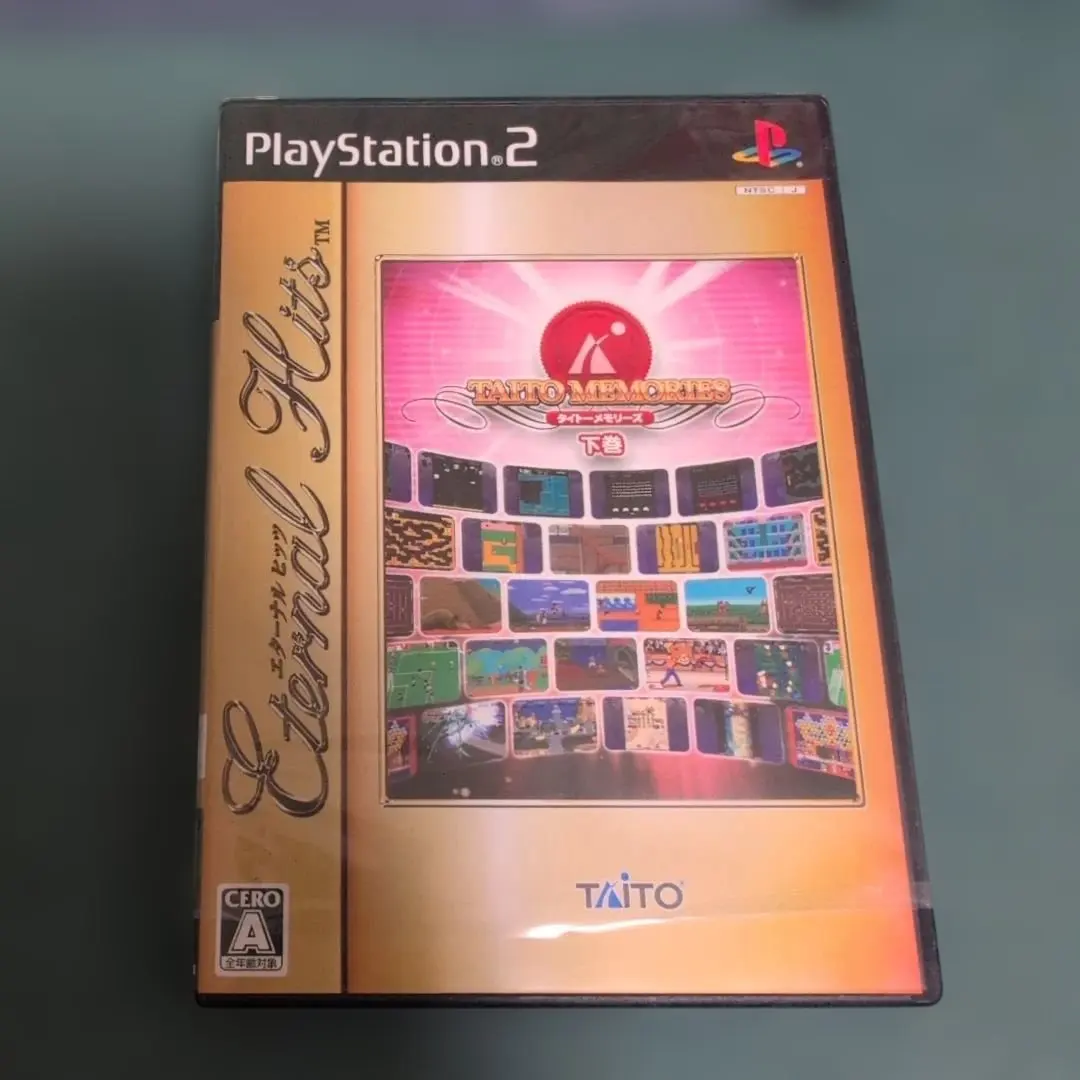 PlayStation®2
NTSC J
Eternal Hits™
エターナル ヒッツ
TAITO MEMORIES
タイトーメモリーズ
下巻
TAITO®
CERO
A
全年齢対象